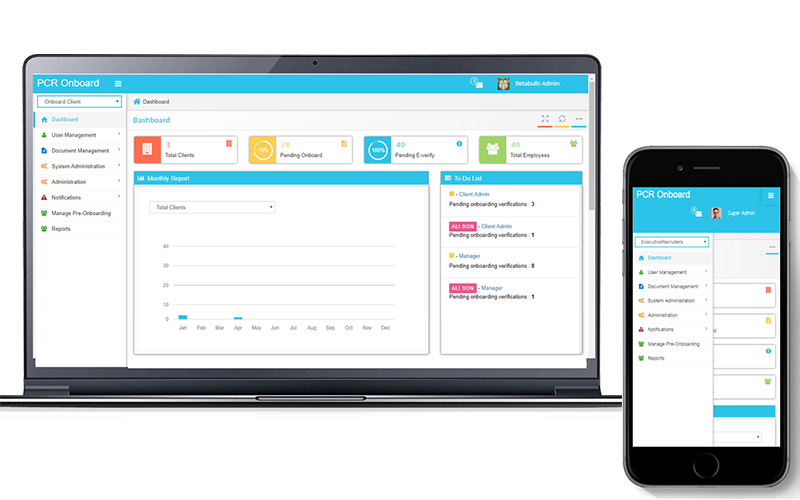 PCR Onboard
5
Betabulls Admin
Onboard Client
Dashboard
User Management
Document Management
System Administration
Administration
Notifications
Manage Pre-Onboarding
Reports
Dashboard
Dashboard
3
Total Clients
70%
28
Pending Onboard
100%
40
Pending E-verify
40
Total Employees
Monthly Report
Total Clients
40
30
20
10
0
Jan Feb Mar Apr May Jun Jul Aug Sep Oct Nov Dec
To Do List
- Client Admin
Pending onboarding verifications : 3
ALI SON - Client Admin
Pending onboarding verifications : 1
- Manager
Pending onboarding verifications : 8
ALI SON - Manager
Pending onboarding verifications : 1
PCR Onboard
Super Admin
ExecutiveRecruiters
Dashboard
User Management
Document Management
System Administration
Administration
Notifications
Manage Pre-Onboarding
Reports